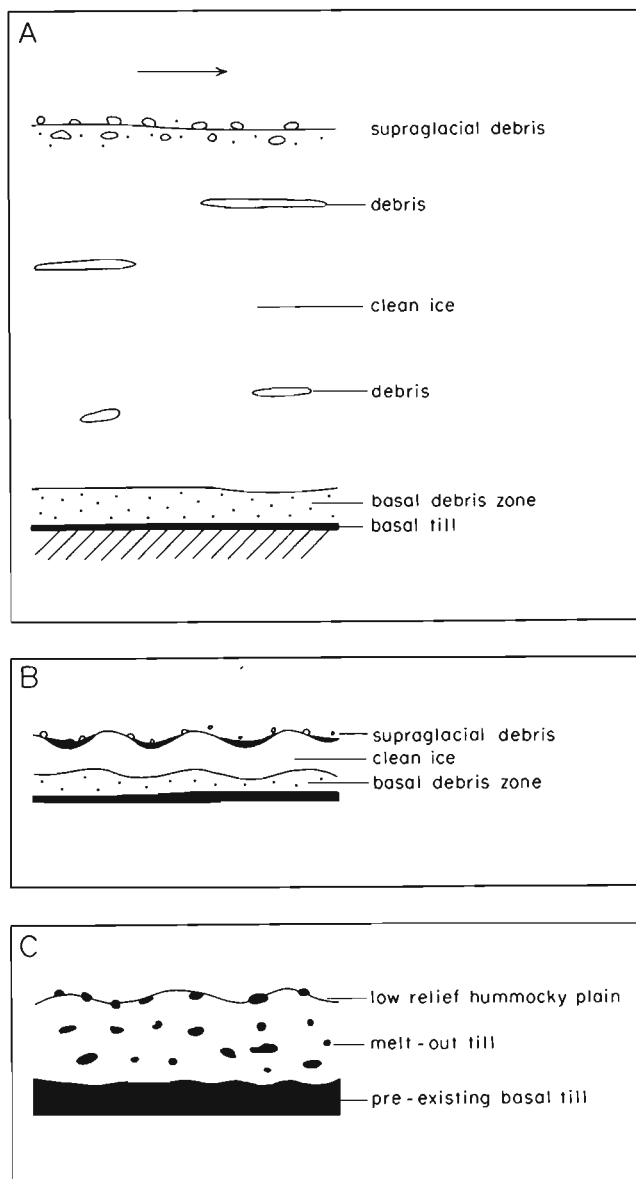 A
supraglacial debris
debris
clean ice
debris
basal debris zone
basal till
B
supraglacial debris
clean ice
basal debris zone
C
low relief hummocky plain
melt-out till
pre-existing basal till